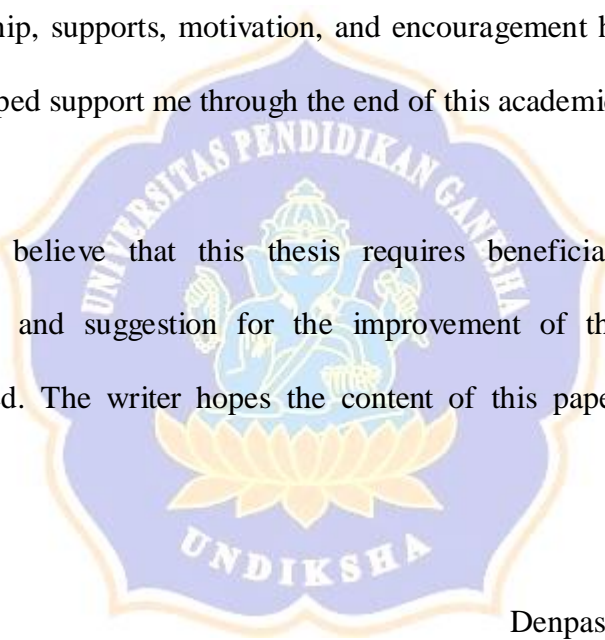 hip, supports, motivation, and encouragement h
ped support me through the end of this academi
UNIVERSITAS PENDIDIKAN GANESHA
believe that this thesis requires beneficia
and suggestion for the improvement of th
d. The writer hopes the content of this pape
UNDIKSHA
Denpas